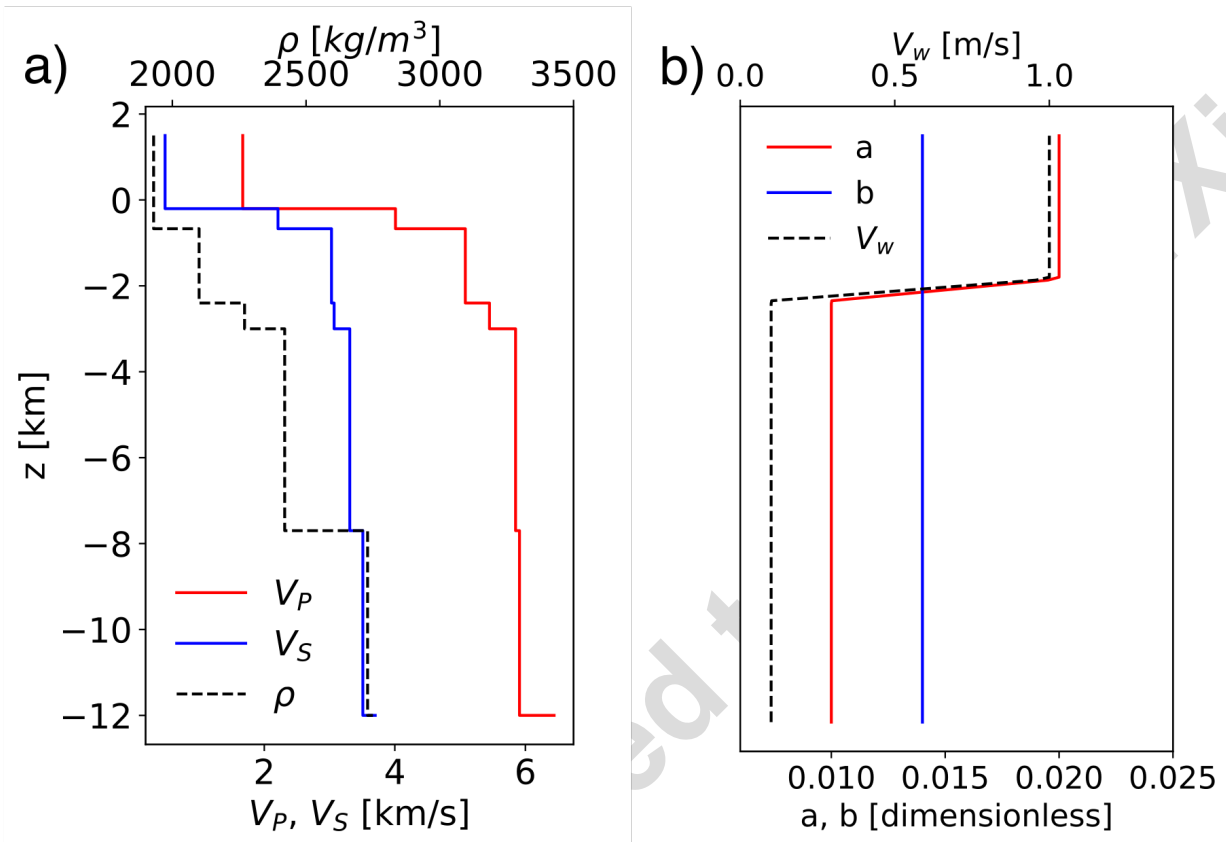 a)
ρ [kg/m³]
2000 2500 3000 3500
2
0
−2
−4
−6
−8
−10
−12
z [km]
V_P
V_S
ρ
2 4 6
V_P, V_S [km/s]
b)
V_w [m/s]
0.0 0.5 1.0
a
b
V_w
0.010 0.015 0.020 0.025
a, b [dimensionless]